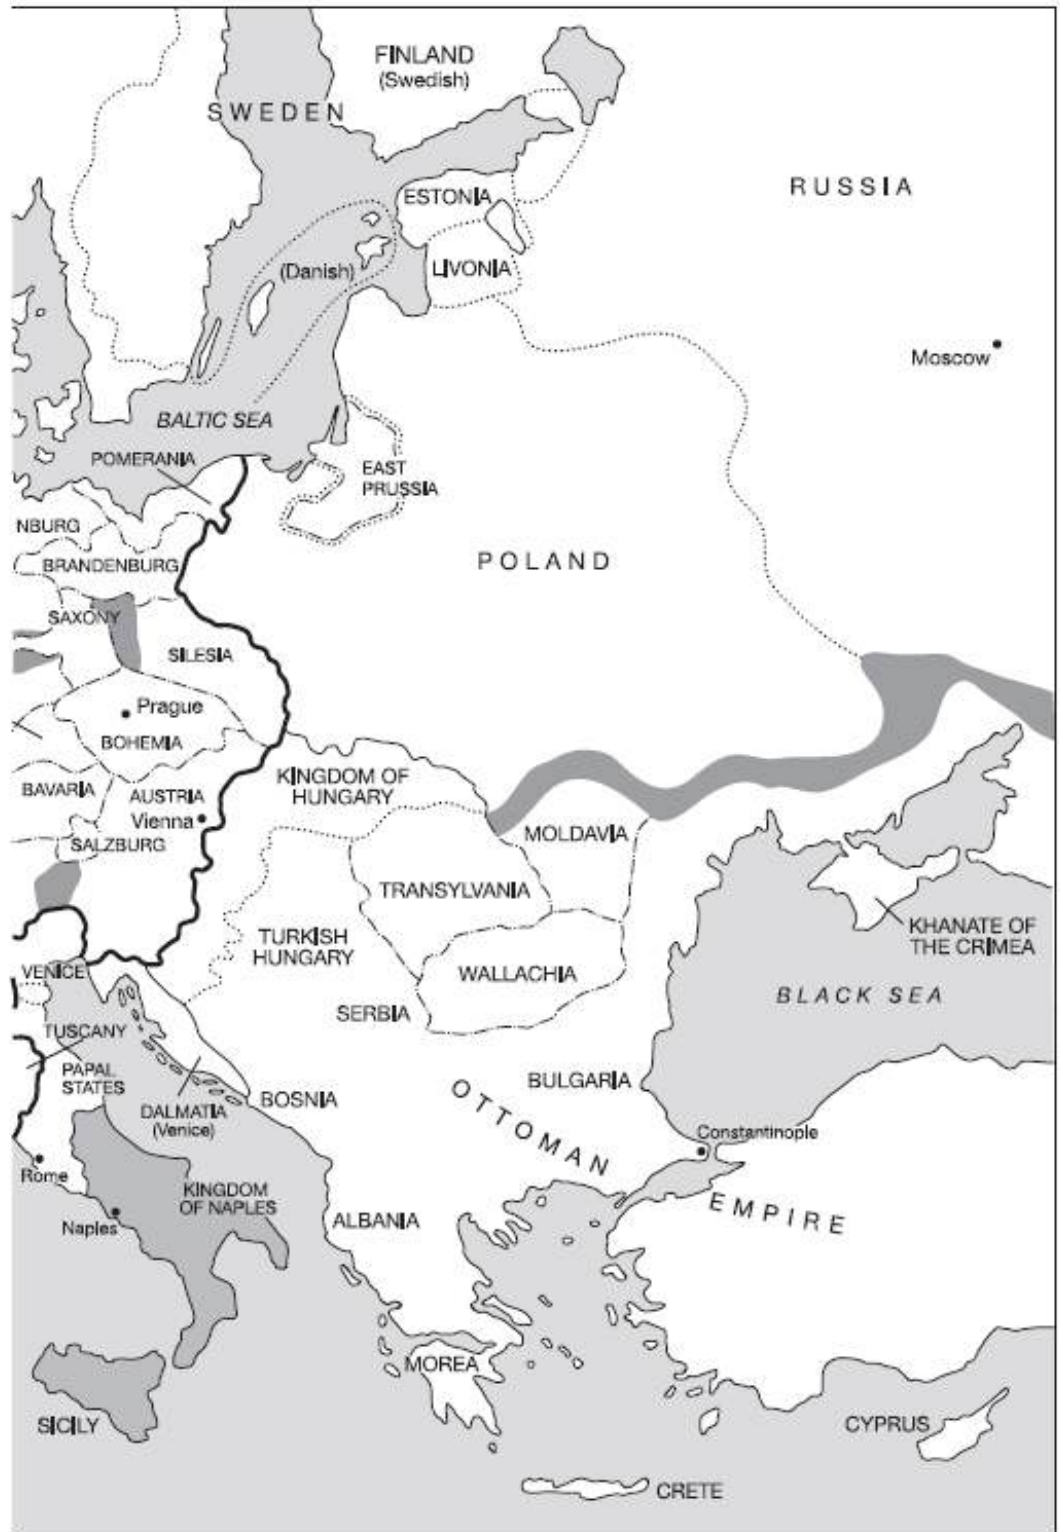 FINLAND
(Swedish)
SWEDEN
RUSSIA
ESTONIA
(Danish)
LIVONIA
Moscow
BALTIC SEA
POMERANIA
EAST
PRUSSIA
NBURG
POLAND
BRANDENBURG
SAXONY
SILESIA
Prague
BOHEMIA
KINGDOM OF
HUNGARY
BAVARIA
AUSTRIA
Vienna
MOLDAVIA
SALZBURG
TRANSYLVANIA
KHANATE OF
THE CRIMEA
TURKISH
HUNGARY
VENICE
WALLACHIA
BLACK SEA
SERBIA
TUSCANY
PAPAL
STATES
BULGARIA
DALMATIA
(Venice)
BOSNIA
OTTOMAN
EMPIRE
Constantinople
Rome
KINGDOM
OF NAPLES
Naples
ALBANIA
MOREA
SICILY
CYPRUS
CRETE